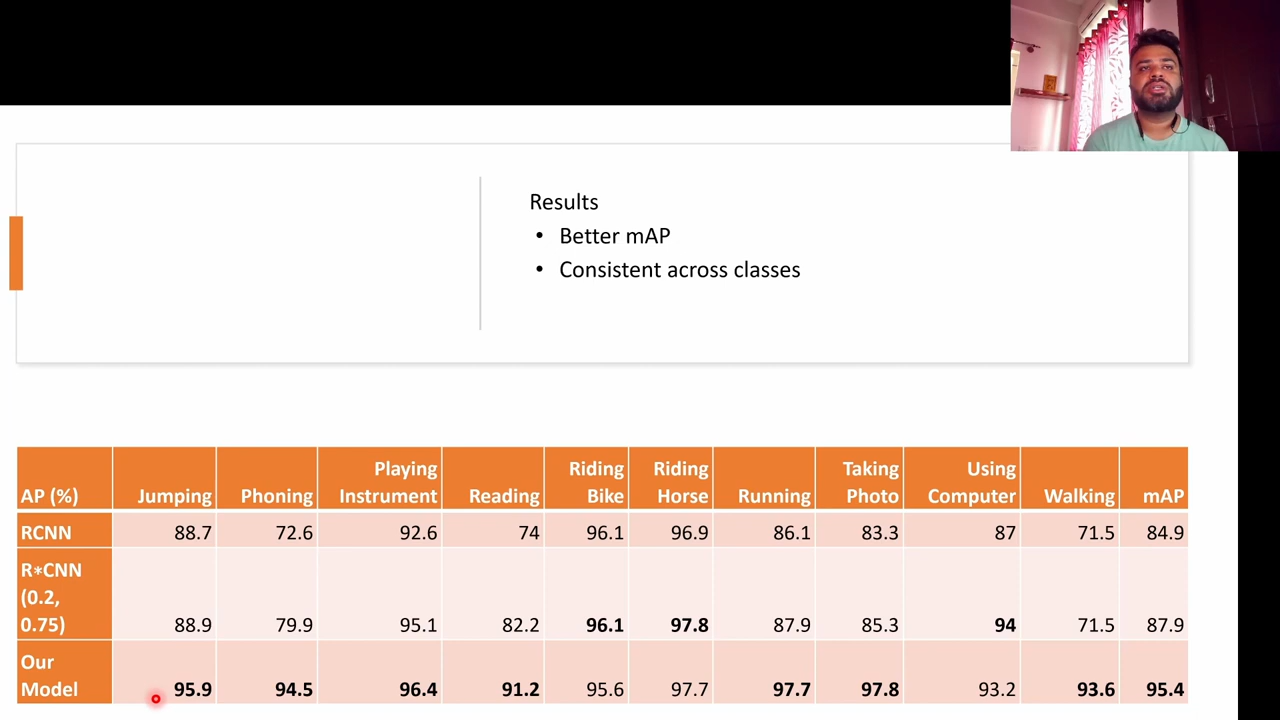 Results
• Better mAP
• Consistent across classes
AP (%) Jumping Phoning Playing Instrument Reading Riding Bike Riding Horse Running Taking Photo Using Computer Walking mAP
RCNN 88.7 72.6 92.6 74 96.1 96.9 86.1 83.3 87 71.5 84.9
R*CNN (0.2, 0.75) 88.9 79.9 95.1 82.2 96.1 97.8 87.9 85.3 94 71.5 87.9
Our Model 95.9 94.5 96.4 91.2 95.6 97.7 97.7 97.8 93.2 93.6 95.4